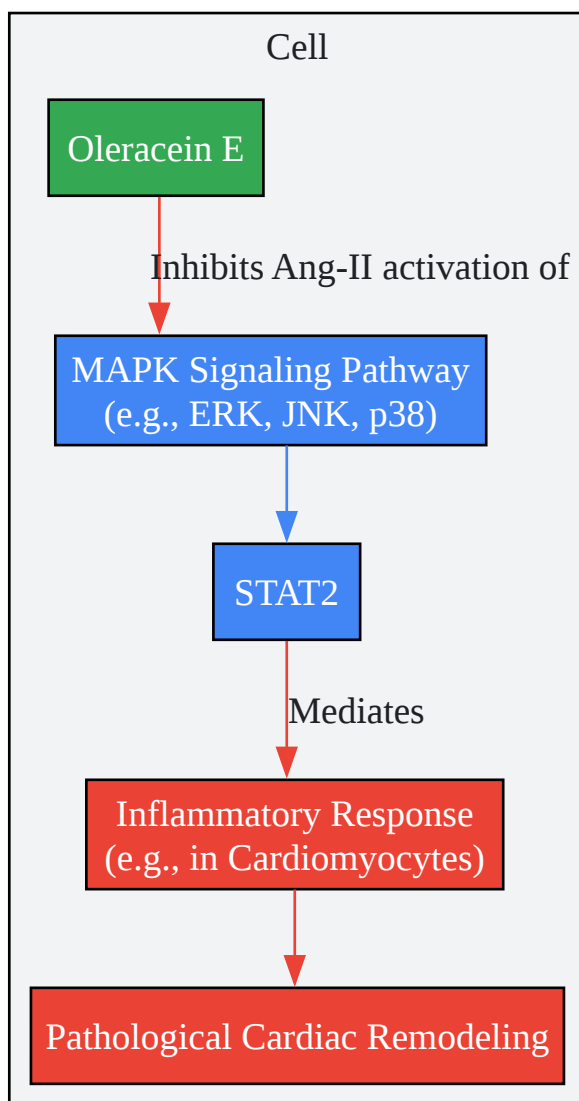 Cell
Oleracein E
Inhibits Ang-II activation of
MAPK Signaling Pathway
(e.g., ERK, JNK, p38)
STAT2
Mediates
Inflammatory Response
(e.g., in Cardiomyocytes)
Pathological Cardiac Remodeling